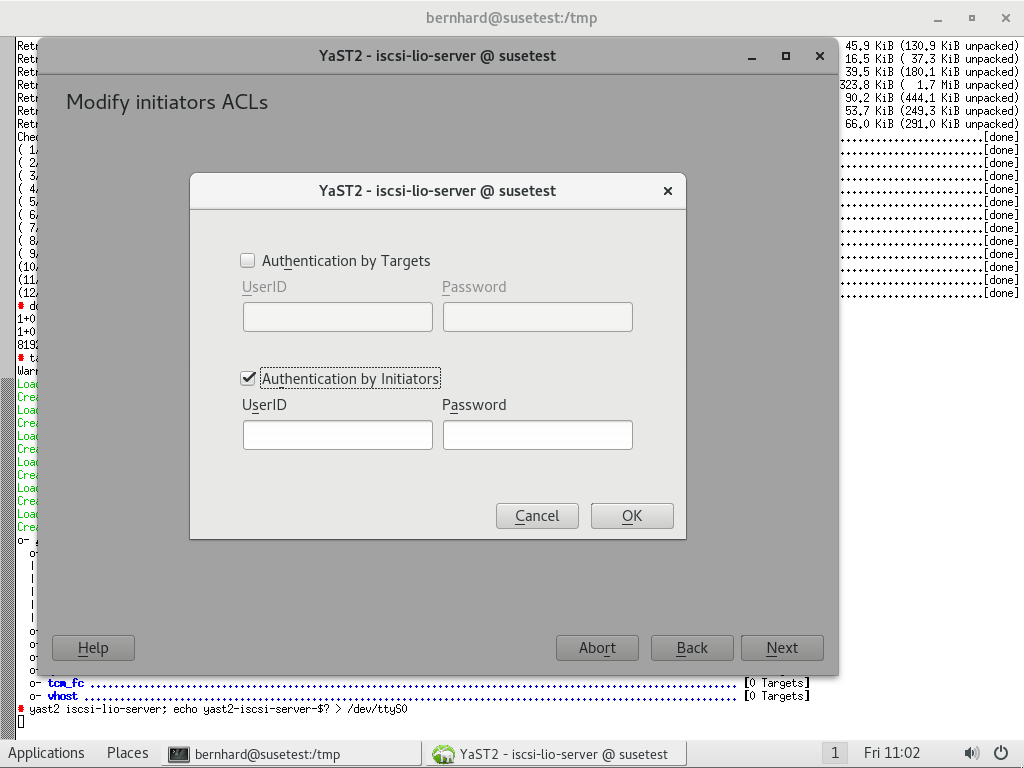 bernhard@susetest:/tmp
Retr 45.9 KiB (130.9 KiB unpacked)
Retr 16.5 KiB ( 37.3 KiB unpacked)
Retr 39.5 KiB (180.1 KiB unpacked)
Retr 323.8 KiB ( 1.7 MiB unpacked)
Retr 90.2 KiB (444.1 KiB unpacked)
Retr 53.7 KiB (249.3 KiB unpacked)
Retr 66.0 KiB (291.0 KiB unpacked)
Chec [done]
( 1/ [done]
( 2/ [done]
( 3/ [done]
( 4/ [done]
( 5/ [done]
( 6/ [done]
( 7/ [done]
( 8/ [done]
( 9/ [done]
(10/ [done]
(11/ [done]
(12/ [done]
# de
1+0
1+0
8192
# ta
Warn
Load
Crea
Load
Crea
Load
Crea
Load
Crea
Load
Crea
Load
Crea
YaST2 - iscsi-lio-server @ susetest
Modify initiators ACLs
YaST2 - iscsi-lio-server @ susetest
Authentication by Targets
UserID Password
Authentication by Initiators
UserID Password
Cancel OK
Help Abort Back Next
o- tcm_fc ... [0 Targets]
o- vhost ... [0 Targets]
# yast2 iscsi-lio-server; echo yast2-iscsi-server-$? > /dev/ttyS0
Applications Places bernhard@susetest:/tmp YaST2 - iscsi-lio-server @ susetest 1 Fri 11:02